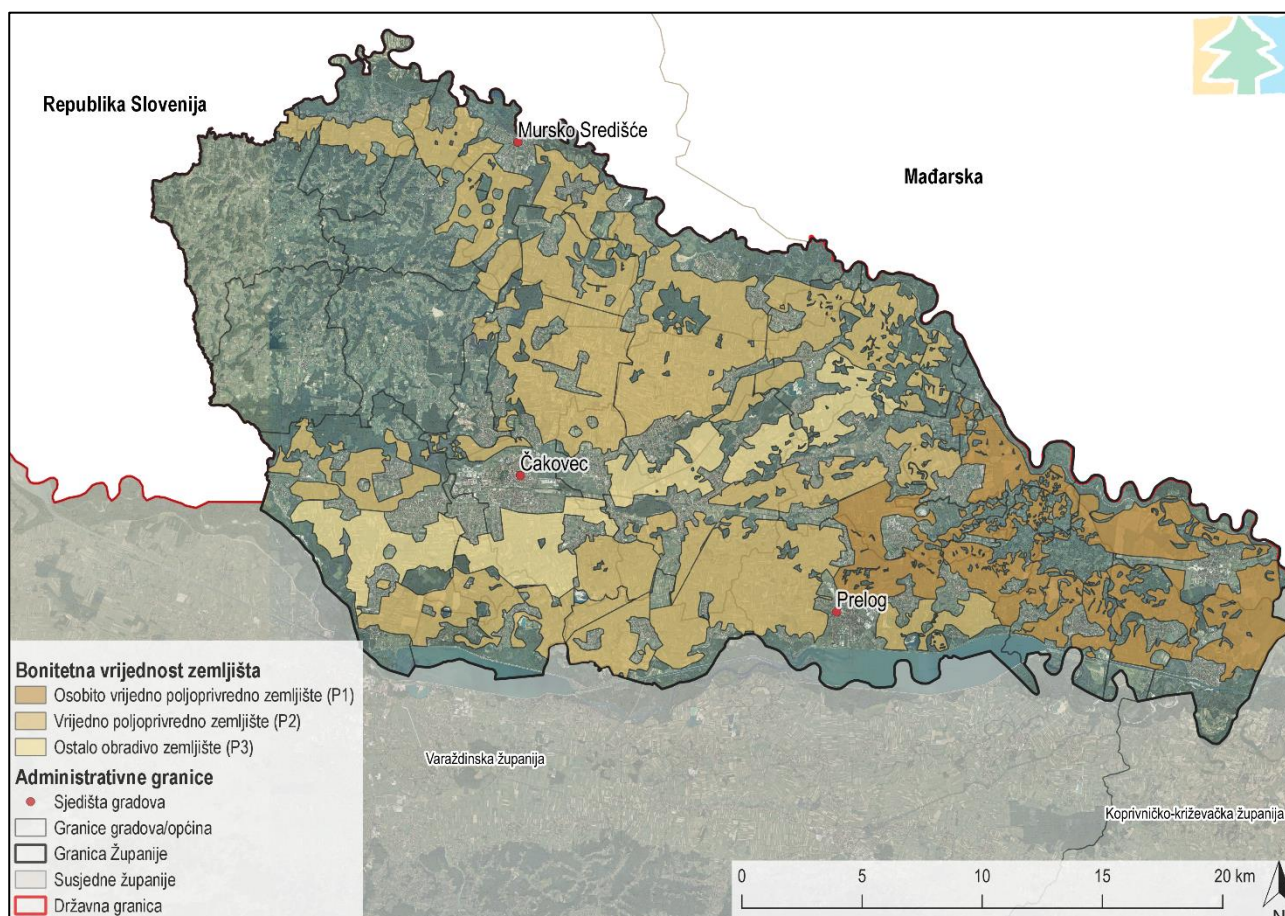 Republika Slovenija
Mursko Središće
Mađarska
Čakovec
Prelog
Bonitetna vrijednost zemljišta
Osobito vrijedno poljoprivredno zemljište (P1)
Vrijedno poljoprivredno zemljište (P2)
Ostalo obradivo zemljište (P3)
Administrativne granice
Sjedišta gradova
Granice gradova/općina
Granica Županije
Susjedne županije
Državna granica
Varaždinska županija
Koprivničko-križevačka županija
0 5 10 15 20 km
N